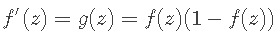 f′(z) = g(z) = f(z)(1 − f(z))